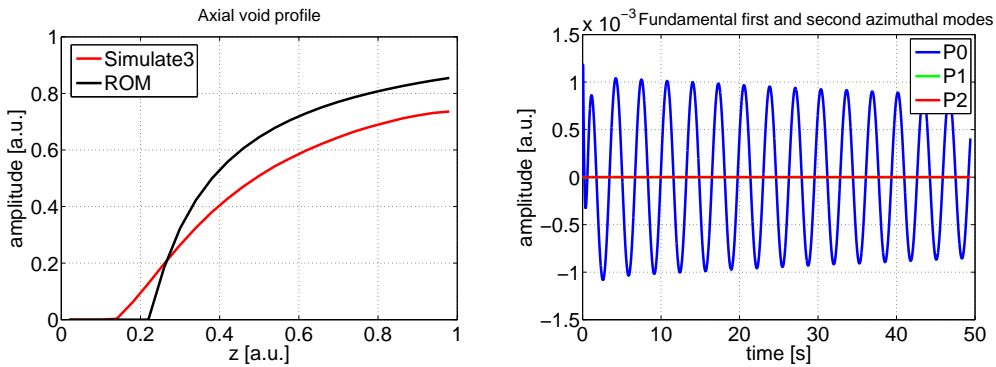 Axial void profile
amplitude [a.u.]
1
0.8
0.6
0.4
0.2
0
Simulate3
ROM
0
0.2
0.4
0.6
0.8
1
z [a.u.]
× 10⁻³
Fundamental first and second azimuthal modes
amplitude [a.u.]
1.5
1
0.5
0
−0.5
−1
−1.5
P0
P1
P2
0
10
20
30
40
50
time [s]